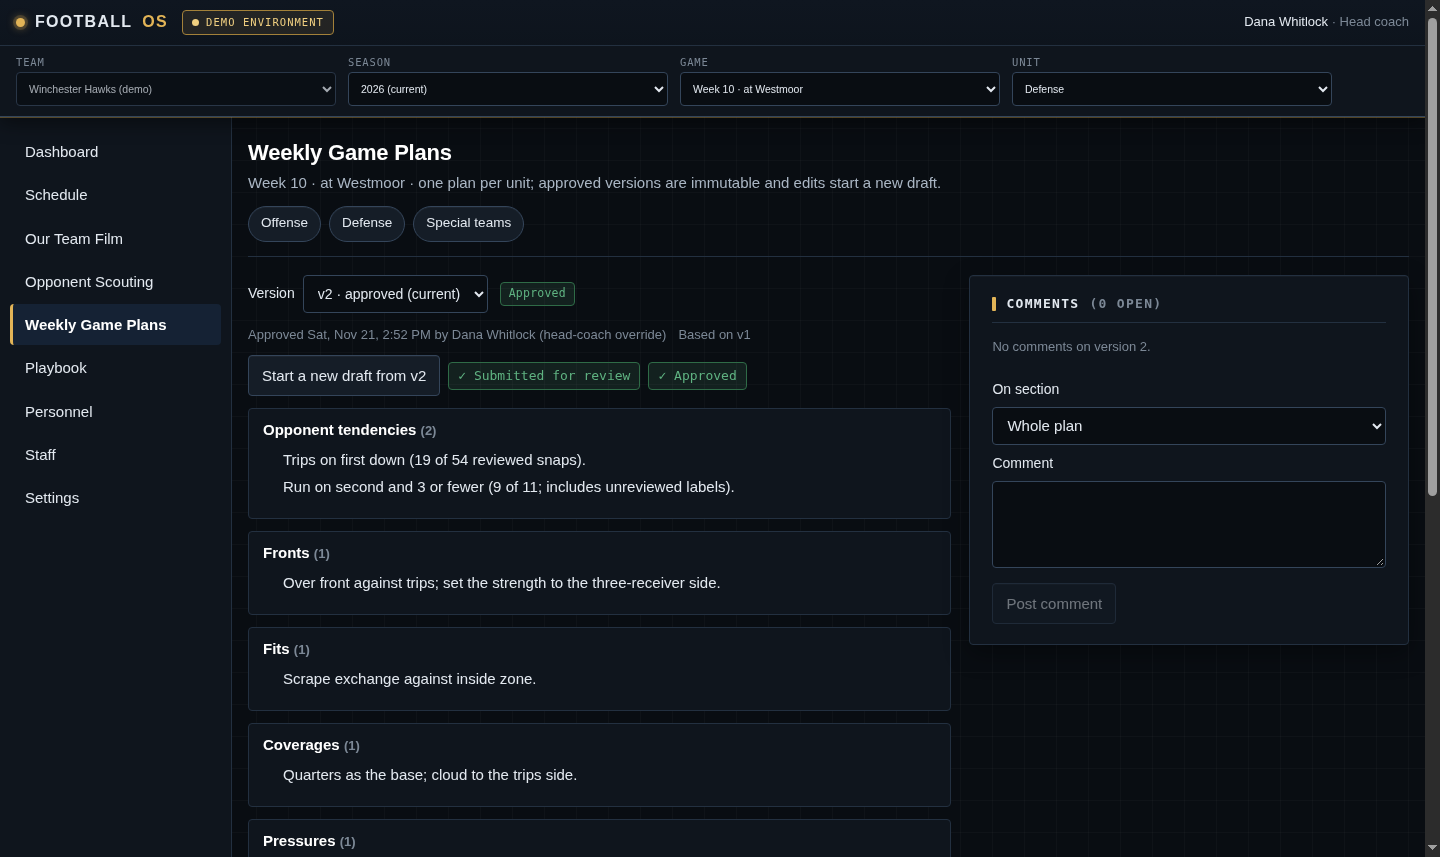 FOOTBALL OS
DEMO ENVIRONMENT
Dana Whitlock · Head coach
TEAM
Winchester Hawks (demo)
SEASON
2026 (current)
GAME
Week 10 · at Westmoor
UNIT
Defense
Dashboard
Schedule
Our Team Film
Opponent Scouting
Weekly Game Plans
Playbook
Personnel
Staff
Settings
Weekly Game Plans
Week 10 · at Westmoor · one plan per unit; approved versions are immutable and edits start a new draft.
Offense
Defense
Special teams
Version
v2 · approved (current)
Approved
Approved Sat, Nov 21, 2:52 PM by Dana Whitlock (head-coach override) Based on v1
Start a new draft from v2
✓ Submitted for review
✓ Approved
Opponent tendencies (2)
Trips on first down (19 of 54 reviewed snaps).
Run on second and 3 or fewer (9 of 11; includes unreviewed labels).
Fronts (1)
Over front against trips; set the strength to the three-receiver side.
Fits (1)
Scrape exchange against inside zone.
Coverages (1)
Quarters as the base; cloud to the trips side.
Pressures (1)
COMMENTS (0 OPEN)
No comments on version 2.
On section
Whole plan
Comment
Post comment